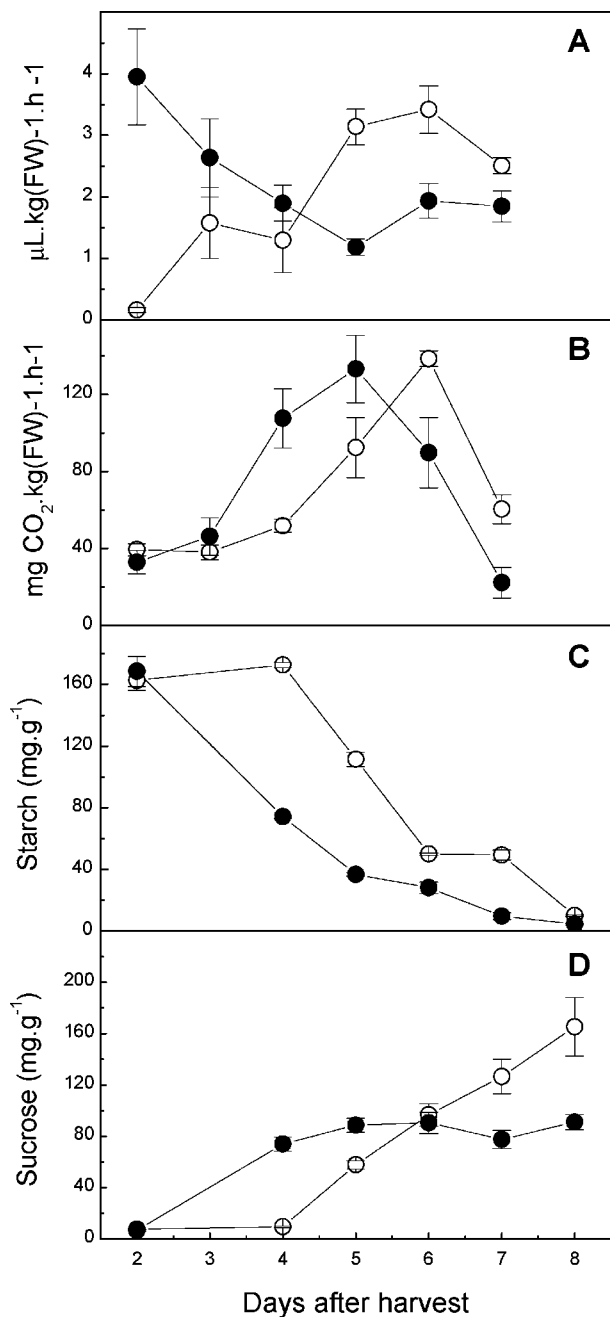 A
µL.kg(FW)-1.h -1
4
3
2
1
0
B
mg CO₂.kg(FW)-1.h-1
120
80
40
0
C
Starch (mg.g⁻¹)
160
120
80
40
0
D
Sucrose (mg.g⁻¹)
200
160
120
80
40
0
2 3 4 5 6 7 8
Days after harvest